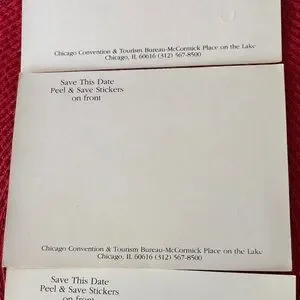 Chicago Convention & Tourism Bureau-McCormick Place on the Lake
Chicago, IL 60616 (312) 567-8500
Save This Date
Peel & Save Stickers
on front
Chicago Convention & Tourism Bureau-McCormick Place on the Lake
Chicago, IL 60616 (312) 567-8500
Save This Date
Peel & Save Stickers
on front